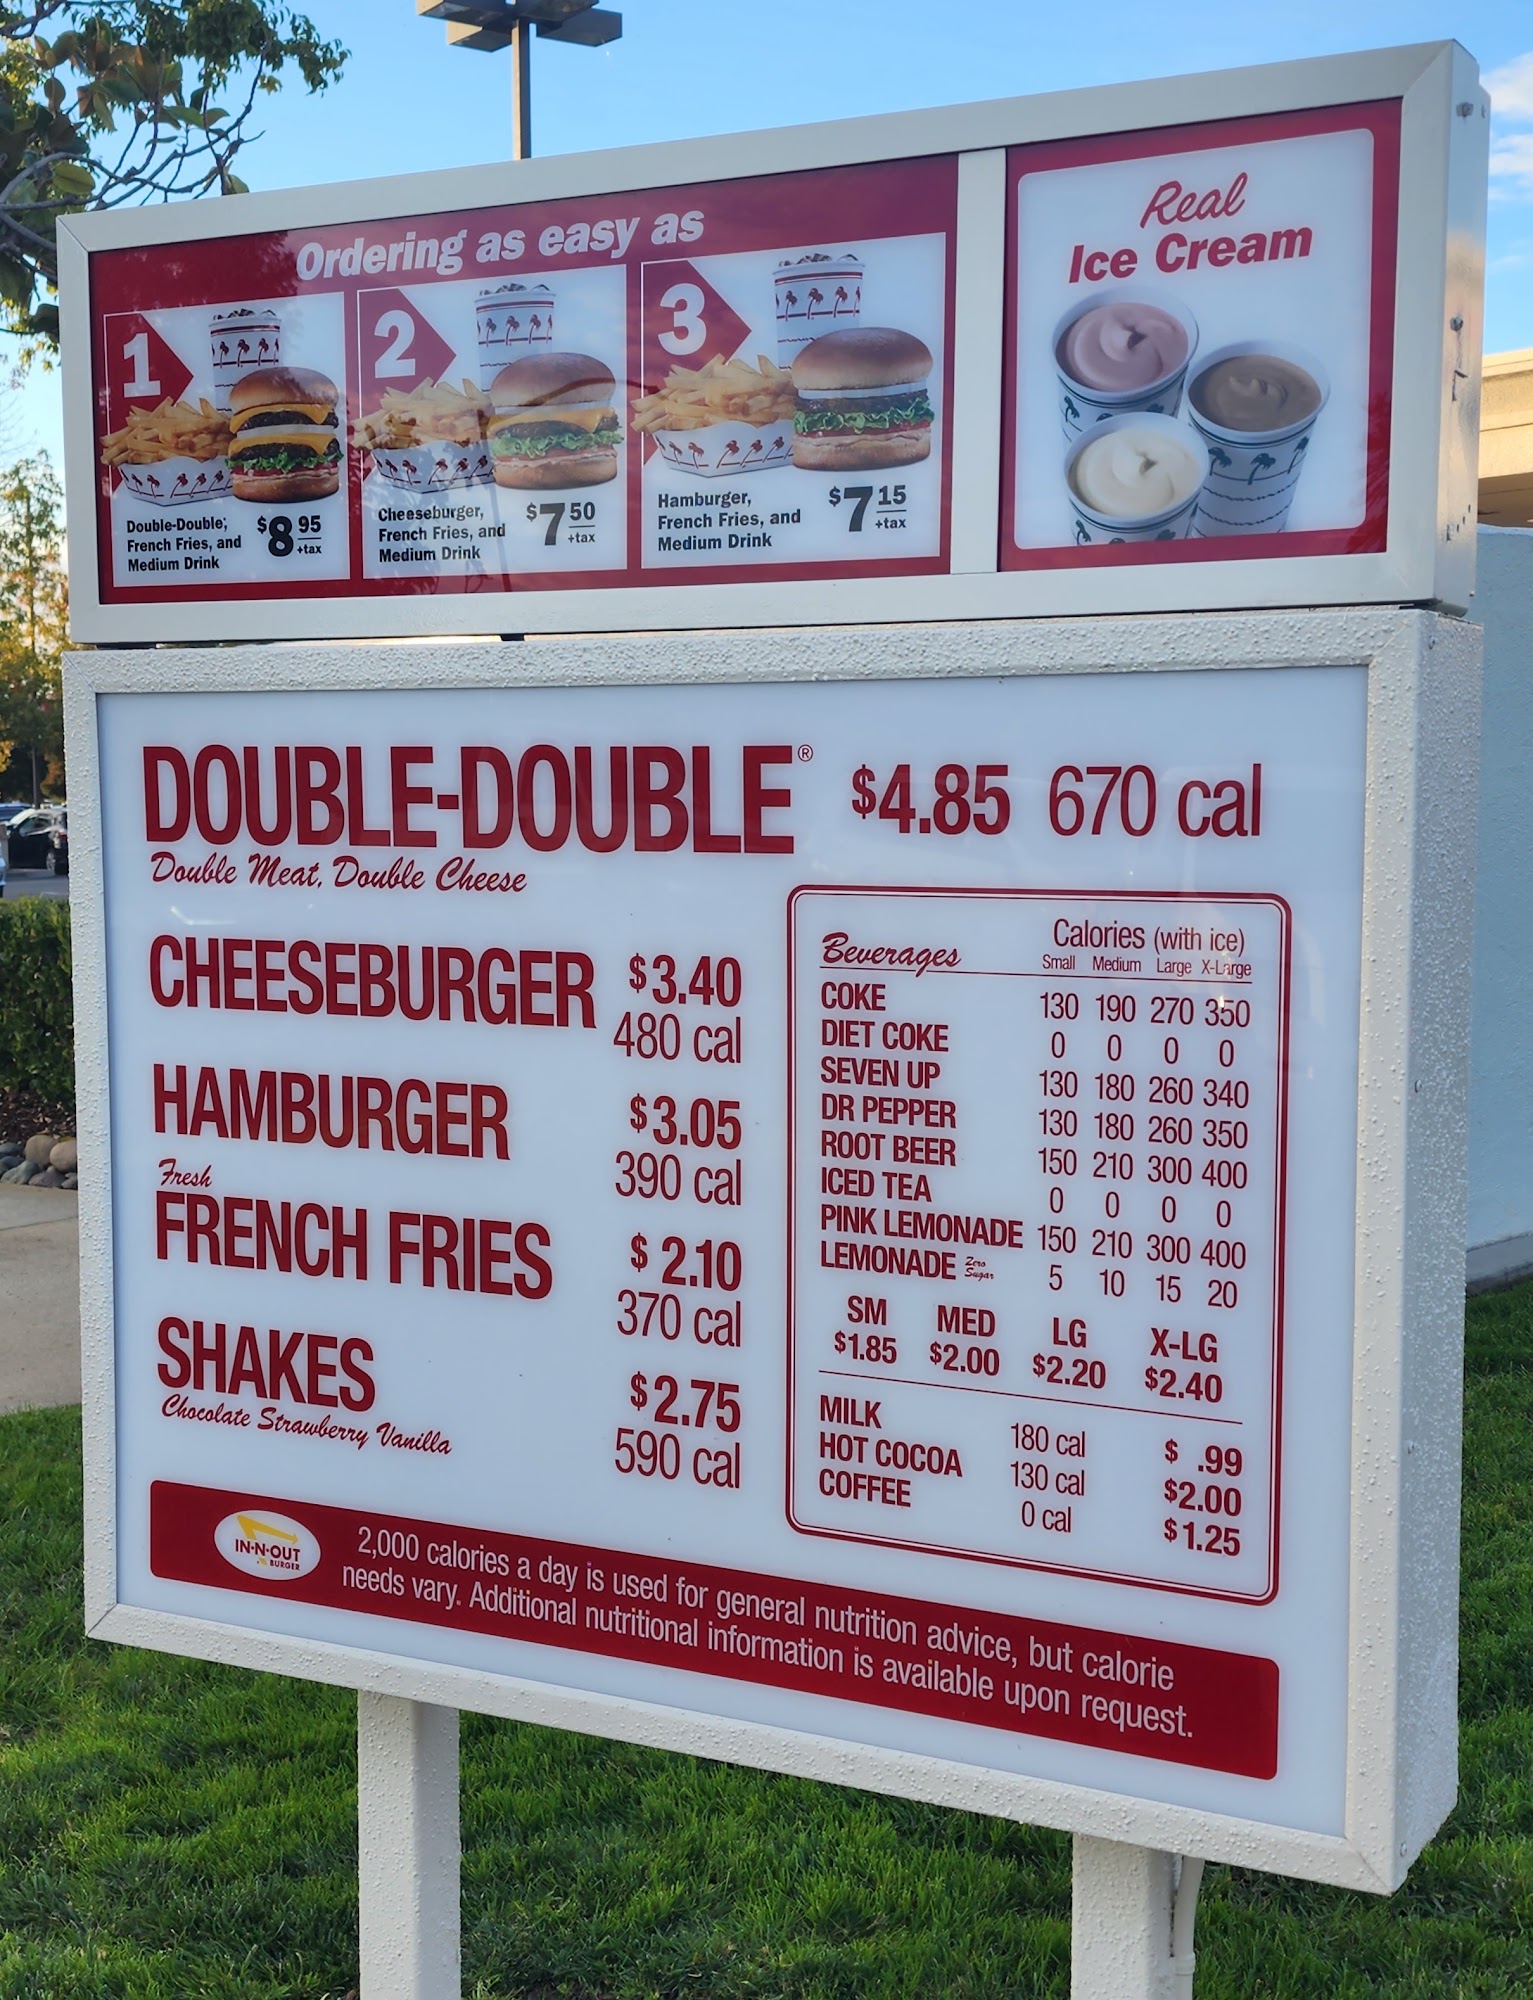 Ordering as easy as
1
Double-Double,
French Fries, and
Medium Drink
$8 95
+tax
2
Cheeseburger,
French Fries, and
Medium Drink
$7 50
+tax
3
Hamburger,
French Fries, and
Medium Drink
$7 15
+tax
Real
Ice Cream
DOUBLE-DOUBLE® $4.85 670 cal
Double Meat, Double Cheese
CHEESEBURGER $3.40
480 cal
HAMBURGER $3.05
390 cal
Fresh
FRENCH FRIES $2.10
370 cal
SHAKES $2.75
Chocolate Strawberry Vanilla
590 cal
Beverages Calories (with ice)
Small Medium Large X-Large
COKE 130 190 270 350
DIET COKE 0 0 0 0
SEVEN UP 130 180 260 340
DR PEPPER 130 180 260 350
ROOT BEER 150 210 300 400
ICED TEA 0 0 0 0
PINK LEMONADE 150 210 300 400
LEMONADE Zero Sugar 5 10 15 20
SM MED LG X-LG
$1.85 $2.00 $2.20 $2.40
MILK 180 cal $ .99
HOT COCOA 130 cal $2.00
COFFEE 0 cal $1.25
IN-N-OUT
BURGER
2,000 calories a day is used for general nutrition advice, but calorie
needs vary. Additional nutritional information is available upon request.